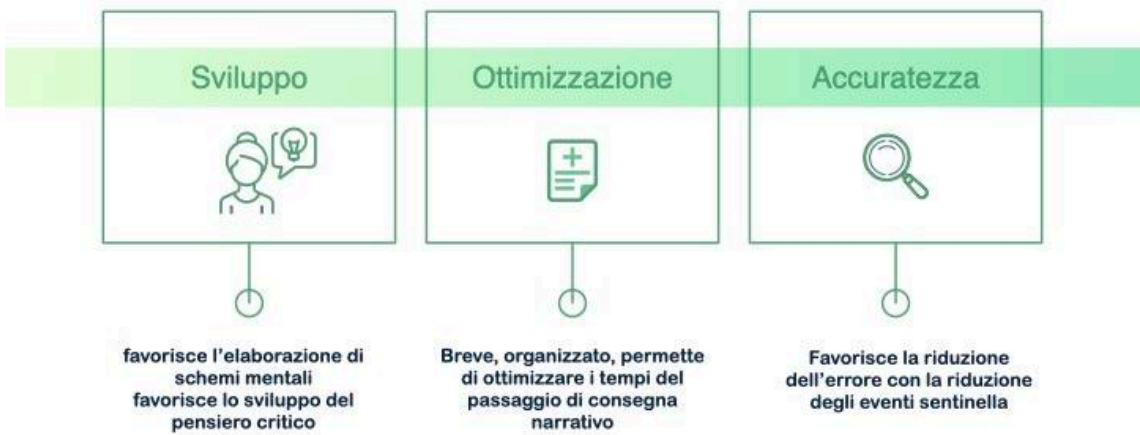 Sviluppo
Ottimizzazione
Accuratezza
favorisce l'elaborazione di
schemi mentali
favorisce lo sviluppo del
pensiero critico
Breve, organizzato, permette
di ottimizzare i tempi del
passaggio di consegna
narrativo
Favorisce la riduzione
dell'errore con la riduzione
degli eventi sentinella